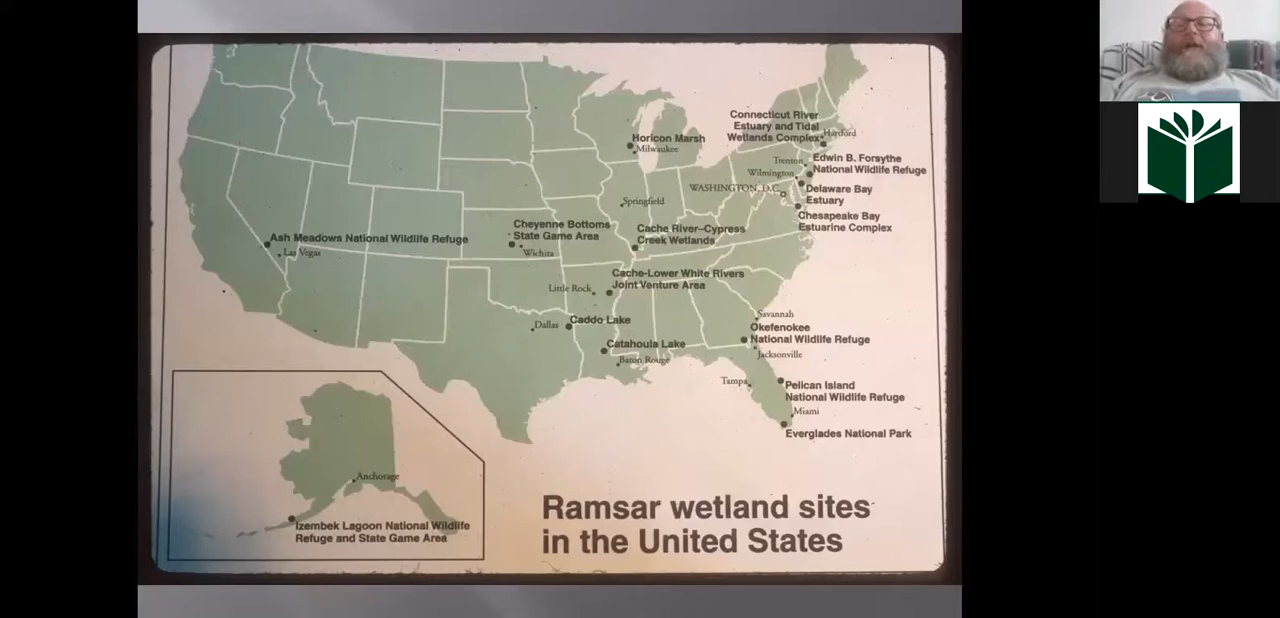 Connecticut River
Estuary and Tidal
Wetlands Complex
Hartford
Horicon Marsh
Milwaukee
Trenton
Edwin B. Forsythe
National Wildlife Refuge
Wilmington
WASHINGTON, D.C.
Delaware Bay
Estuary
Springfield
Chesapeake Bay
Estuarine Complex
Cheyenne Bottoms
State Game Area
Wichita
Cache River–Cypress
Creek Wetlands
Ash Meadows National Wildlife Refuge
Las Vegas
Cache-Lower White Rivers
Joint Venture Area
Little Rock
Caddo Lake
Dallas
Savannah
Okefenokee
National Wildlife Refuge
Jacksonville
Catahoula Lake
Baton Rouge
Tampa
Pelican Island
National Wildlife Refuge
Miami
Everglades National Park
Anchorage
Izembek Lagoon National Wildlife
Refuge and State Game Area
Ramsar wetland sites
in the United States